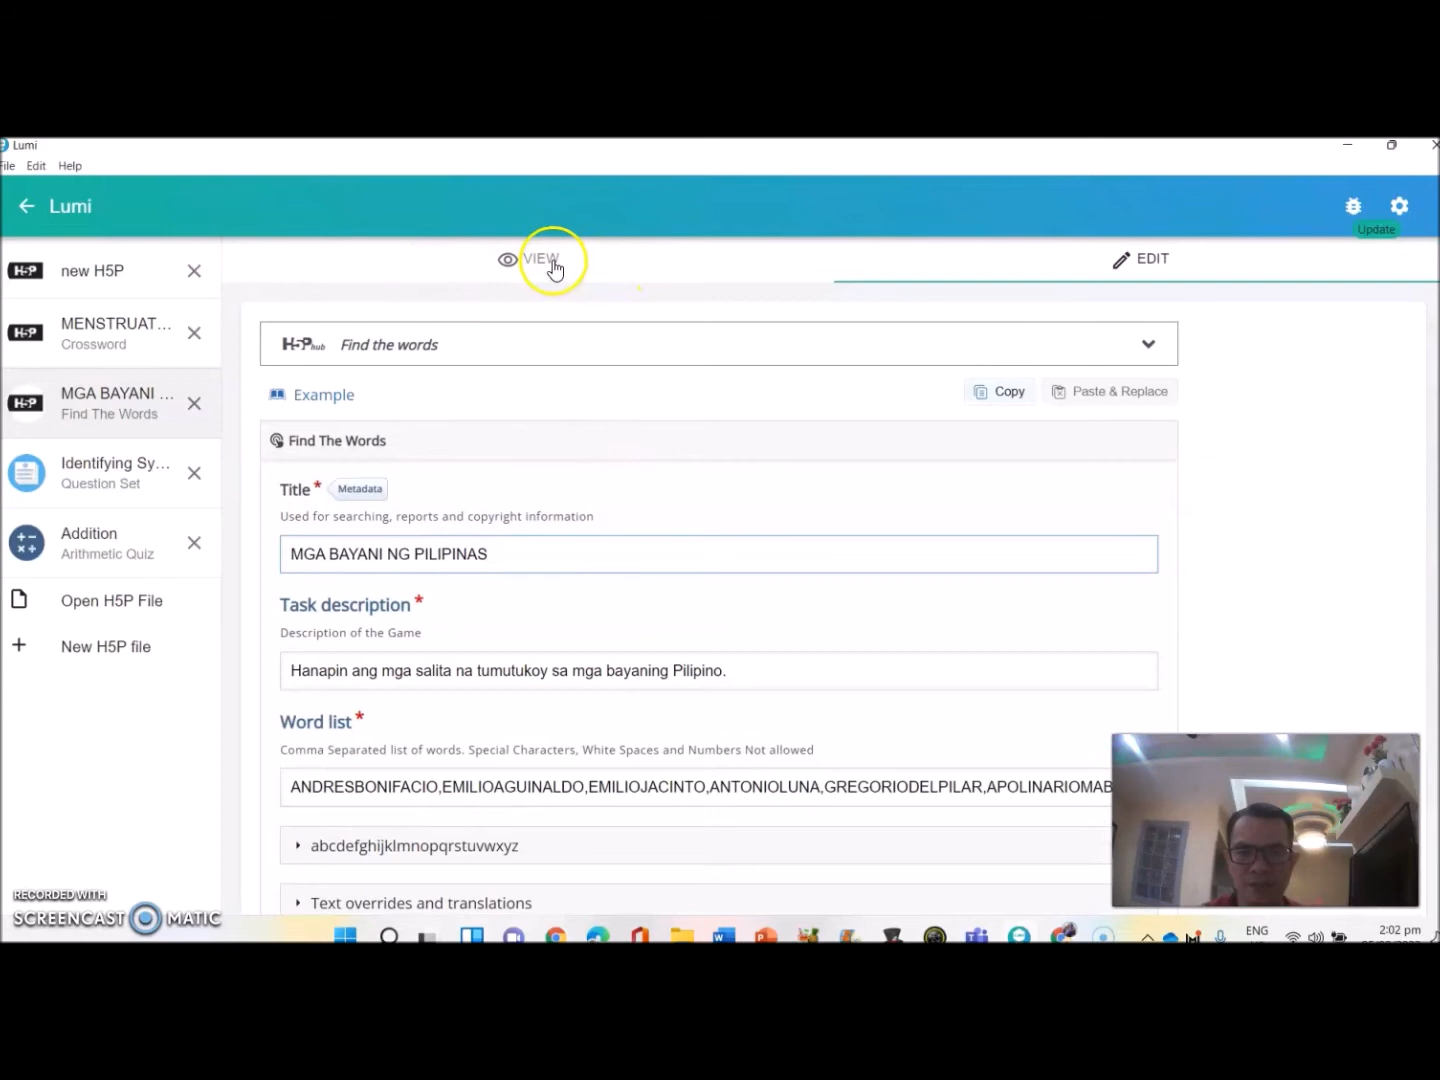 Lumi
File Edit Help
Lumi
Update
new H5P
MENSTRUAT...
Crossword
MGA BAYANI ...
Find The Words
Identifying Sy...
Question Set
Addition
Arithmetic Quiz
Open H5P File
New H5P file
VIEW
EDIT
H5P hub Find the words
Example
Copy
Paste & Replace
Find The Words
Title * Metadata
Used for searching, reports and copyright information
MGA BAYANI NG PILIPINAS
Task description *
Description of the Game
Hanapin ang mga salita na tumutukoy sa mga bayaning Pilipino.
Word list *
Comma Separated list of words. Special Characters, White Spaces and Numbers Not allowed
ANDRESBONIFACIO,EMILIOAGUINALDO,EMILIOJACINTO,ANTONIOLUNA,GREGORIODELPILAR,APOLINARIOMAB
abcdefghijklmnopqrstuvwxyz
Text overrides and translations
RECORDED WITH
SCREENCAST MATIC
ENG
2:02 pm